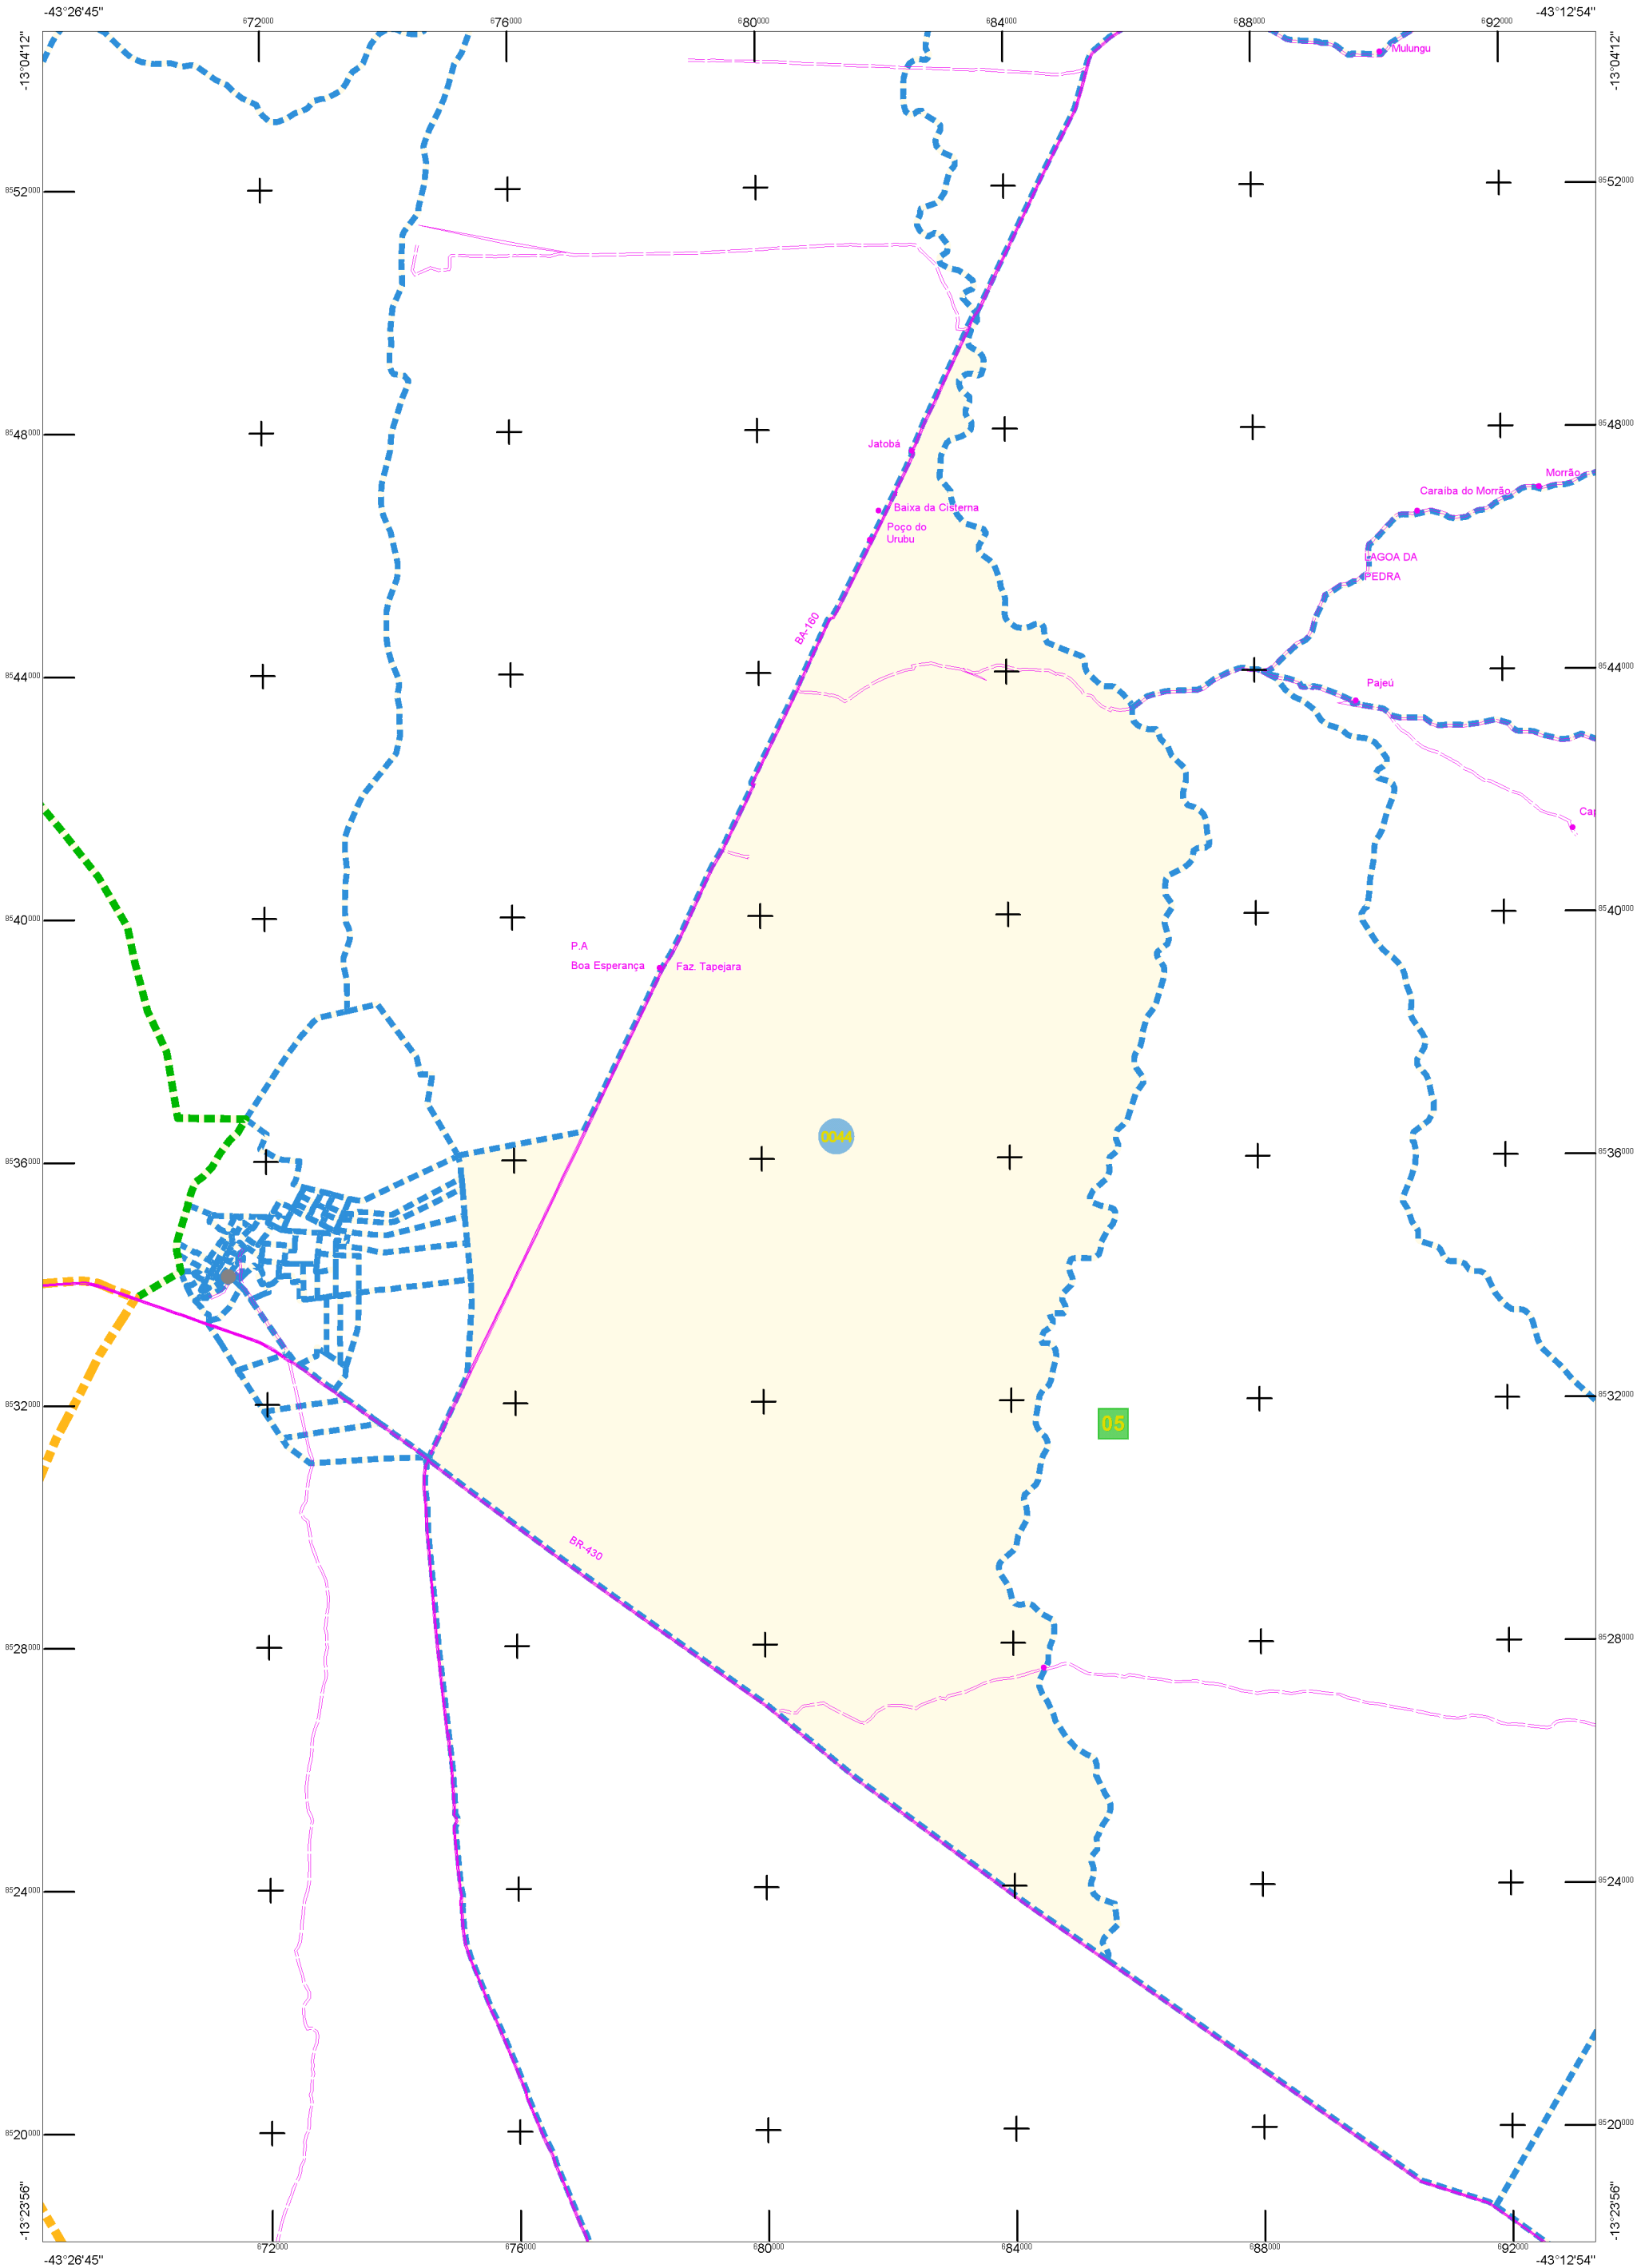 -43°26'45"
-43°12'54"
672000
676000
680000
684000
688000
692000
-13°04'12"
-13°04'12"
Mulungu
8552000
8552000
8548000
8548000
Jatobá
Morrão
Caraiba do Morrão
Baixa da Cisterna
Poço do
Urubu
LAGOA DA
PEDRA
BA-160
8544000
8544000
Pajeú
Cap
8540000
8540000
P.A
Boa Esperança
Faz. Tapejara
0044
8536000
8536000
8532000
8532000
05
BR-430
8528000
8528000
8524000
8524000
8520000
8520000
-13°23'56"
-13°23'56"
672000
676000
680000
684000
688000
692000
-43°26'45"
-43°12'54"